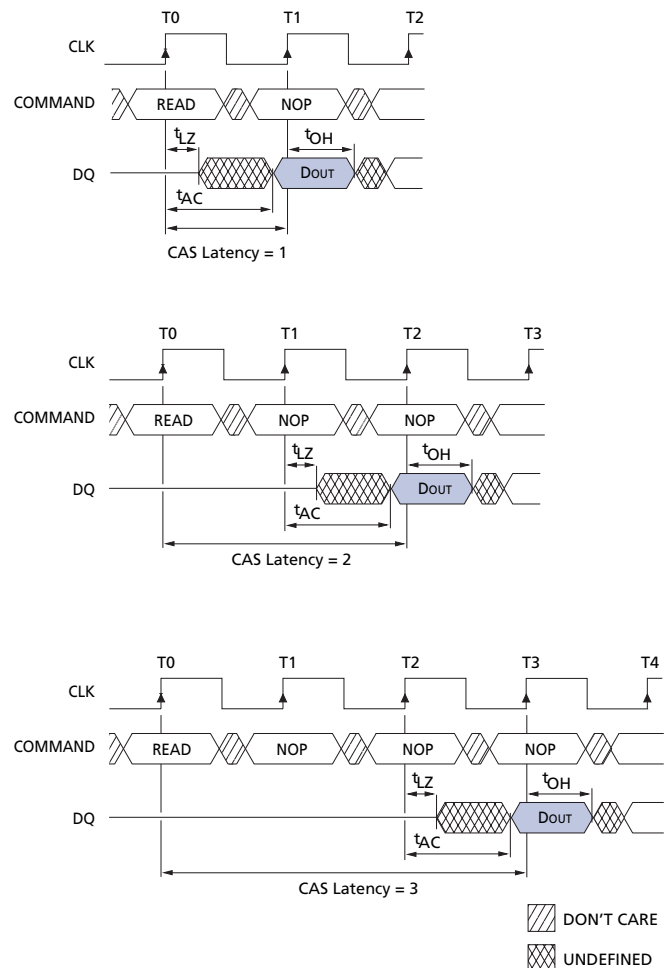 T0 T1 T2
CLK
COMMAND READ NOP
tLZ tOH
DQ DOUT
tAC
CAS Latency = 1
T0 T1 T2 T3
CLK
COMMAND READ NOP NOP
tLZ tOH
DQ DOUT
tAC
CAS Latency = 2
T0 T1 T2 T3 T4
CLK
COMMAND READ NOP NOP NOP
tLZ tOH
DQ DOUT
tAC
CAS Latency = 3
DON'T CARE
UNDEFINED